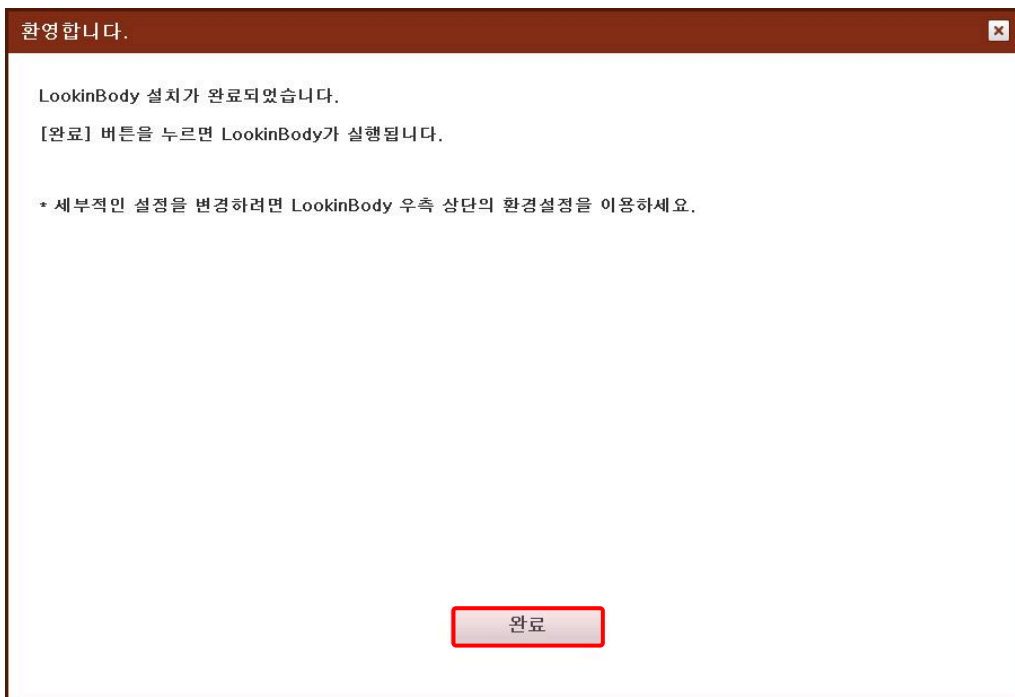 환영합니다.
LookinBody 설치가 완료되었습니다.
[완료] 버튼을 누르면 LookinBody가 실행됩니다.
* 세부적인 설정을 변경하려면 LookinBody 우측 상단의 환경설정을 이용하세요.
완료